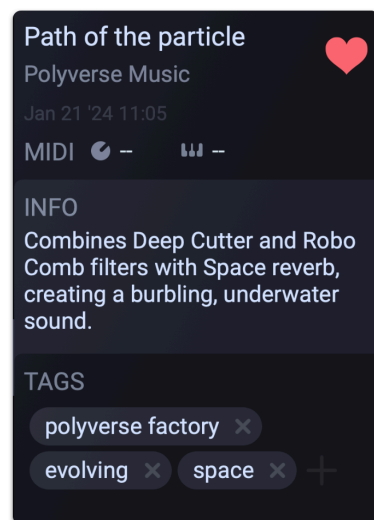 Path of the particle
Polyverse Music
Jan 21 '24 11:05
MIDI -- --
INFO
Combines Deep Cutter and Robo
Comb filters with Space reverb,
creating a burbling, underwater
sound.
TAGS
polyverse factory ×
evolving × space × +